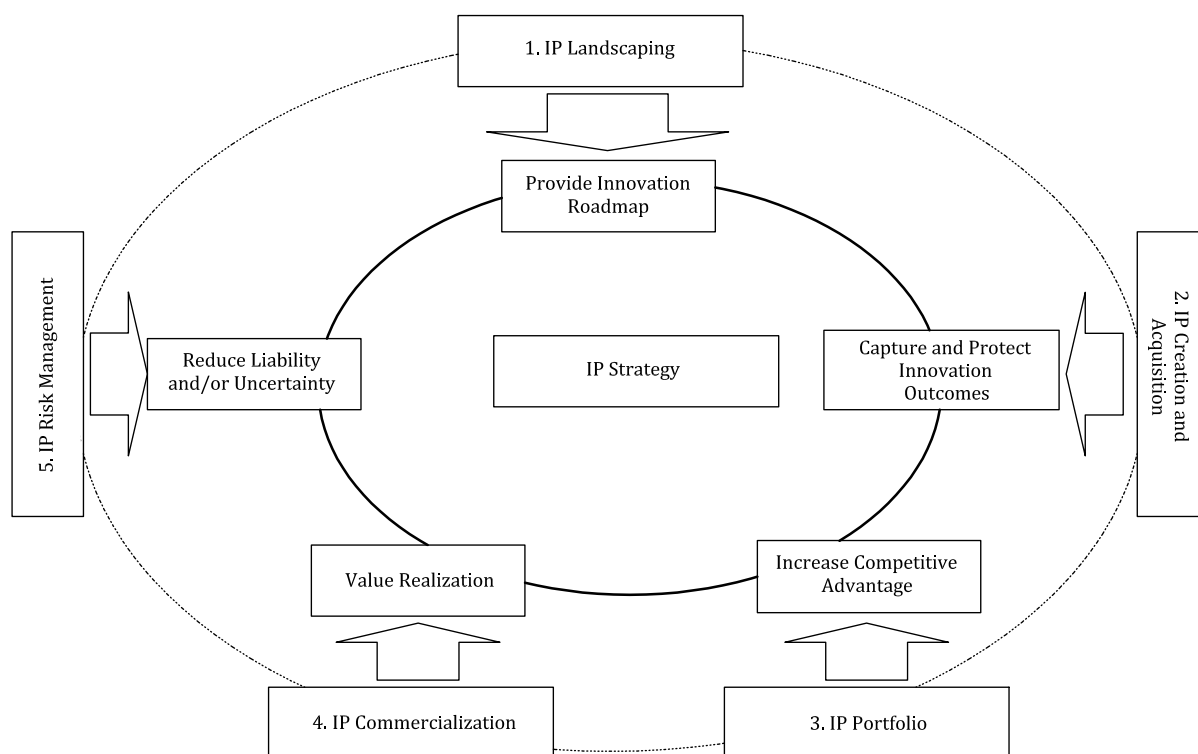 1. IP Landscaping
Provide Innovation
Roadmap
5. IP Risk Management
Reduce Liability
and/or Uncertainty
IP Strategy
Capture and Protect
Innovation
Outcomes
2. IP Creation and
Acquisition
Value Realization
Increase Competitive
Advantage
4. IP Commercialization
3. IP Portfolio